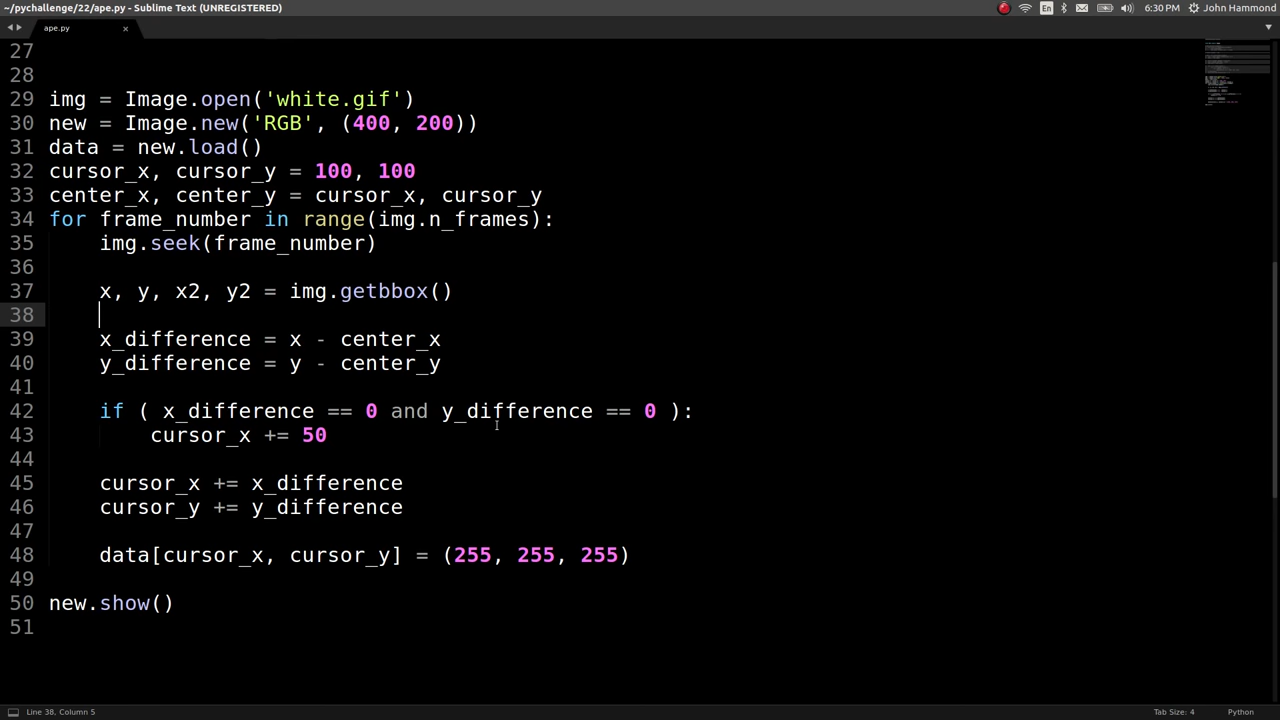 ~/pychallenge/22/ape.py - Sublime Text (UNREGISTERED)
En
6:30 PM
John Hammond
ape.py
27
28
29 img = Image.open('white.gif')
30 new = Image.new('RGB', (400, 200))
31 data = new.load()
32 cursor_x, cursor_y = 100, 100
33 center_x, center_y = cursor_x, cursor_y
34 for frame_number in range(img.n_frames):
35     img.seek(frame_number)
36
37     x, y, x2, y2 = img.getbbox()
38
39     x_difference = x - center_x
40     y_difference = y - center_y
41
42     if ( x_difference == 0 and y_difference == 0 ):
43         cursor_x += 50
44
45     cursor_x += x_difference
46     cursor_y += y_difference
47
48     data[cursor_x, cursor_y] = (255, 255, 255)
49
50 new.show()
51
Line 38, Column 5
Tab Size: 4
Python